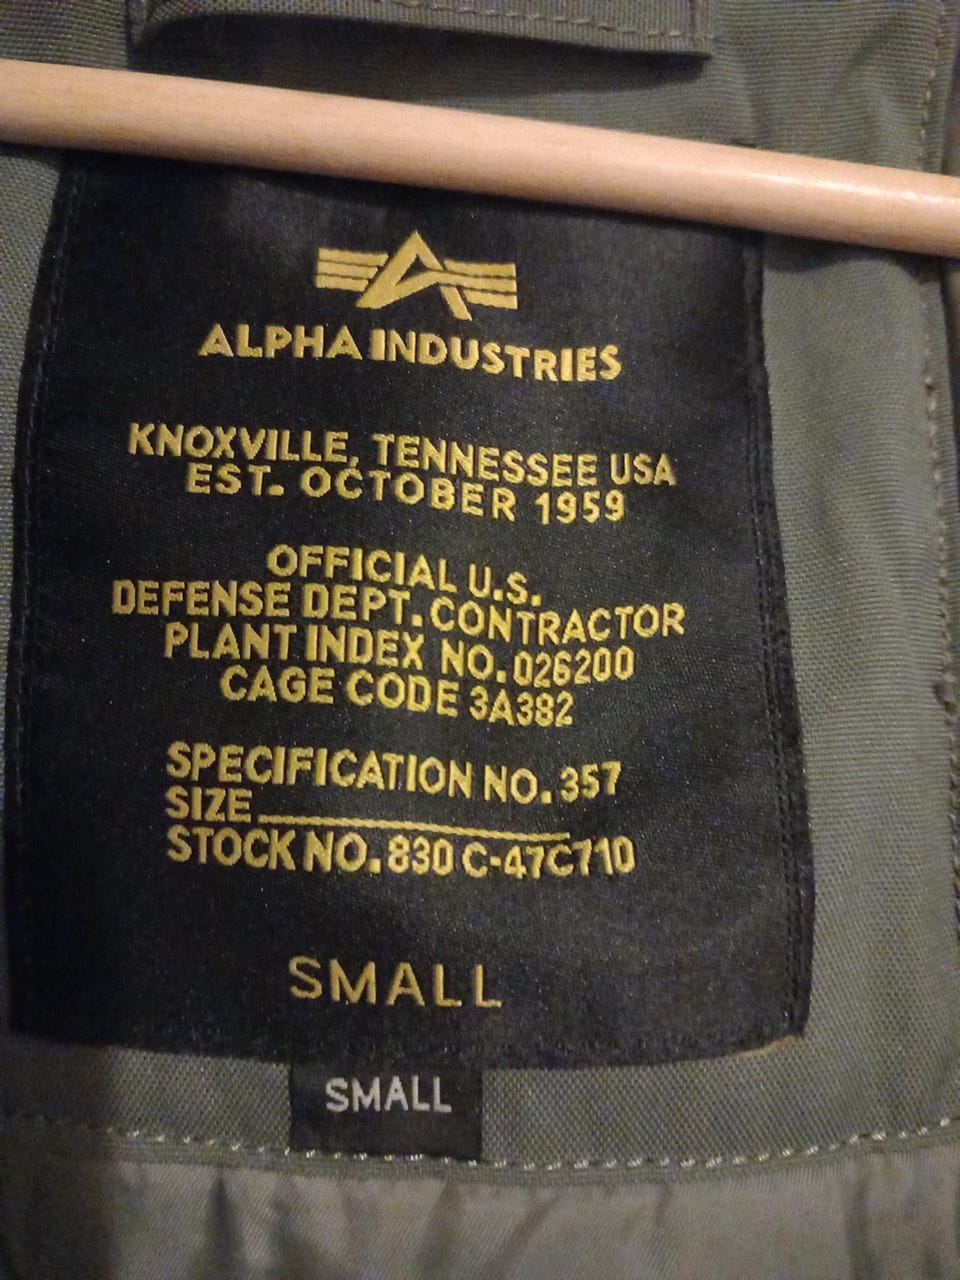 ALPHA INDUSTRIES
KNOXVILLE, TENNESSEE USA
EST. OCTOBER 1959
OFFICIAL U.S.
DEFENSE DEPT. CONTRACTOR
PLANT INDEX NO. 026200
CAGE CODE 3A382
SPECIFICATION NO. 357
SIZE
STOCK NO. 830 C-47C710
SMALL
SMALL